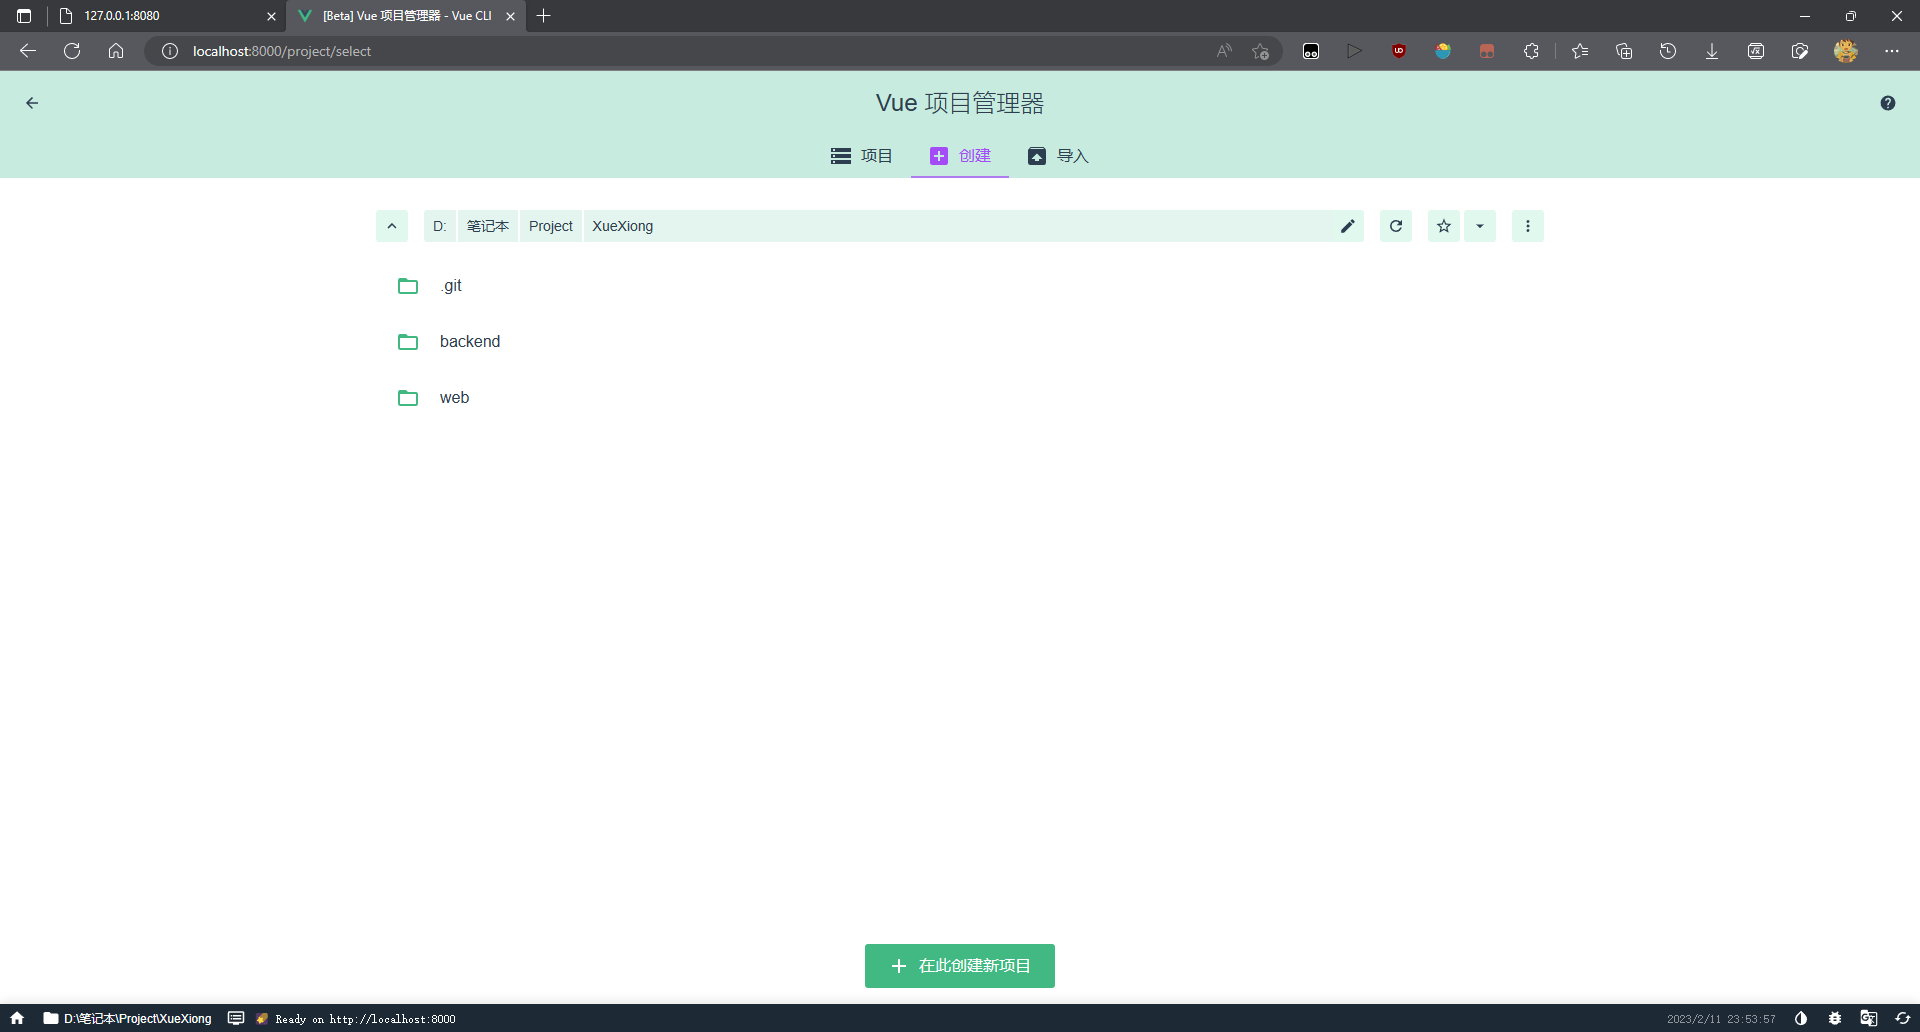 127.0.0.1:8080
[Beta] Vue 项目管理器 - Vue CLI
localhost:8000/project/select
Vue 项目管理器
项目
创建
导入
D:
笔记本
Project
XueXiong
.git
backend
web
在此创建新项目
D:\笔记本\Project\XueXiong
Ready on http://localhost:8000
2023/2/11 23:53:57